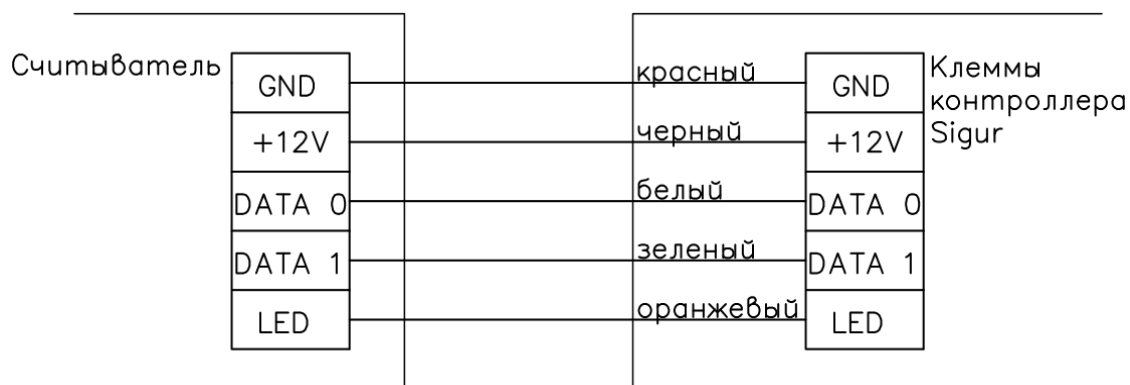 Считыватель
GND
+12V
DATA 0
DATA 1
LED
красный
черный
белый
зеленый
оранжевый
GND
+12V
DATA 0
DATA 1
LED
Клеммы
контроллера
Sigur